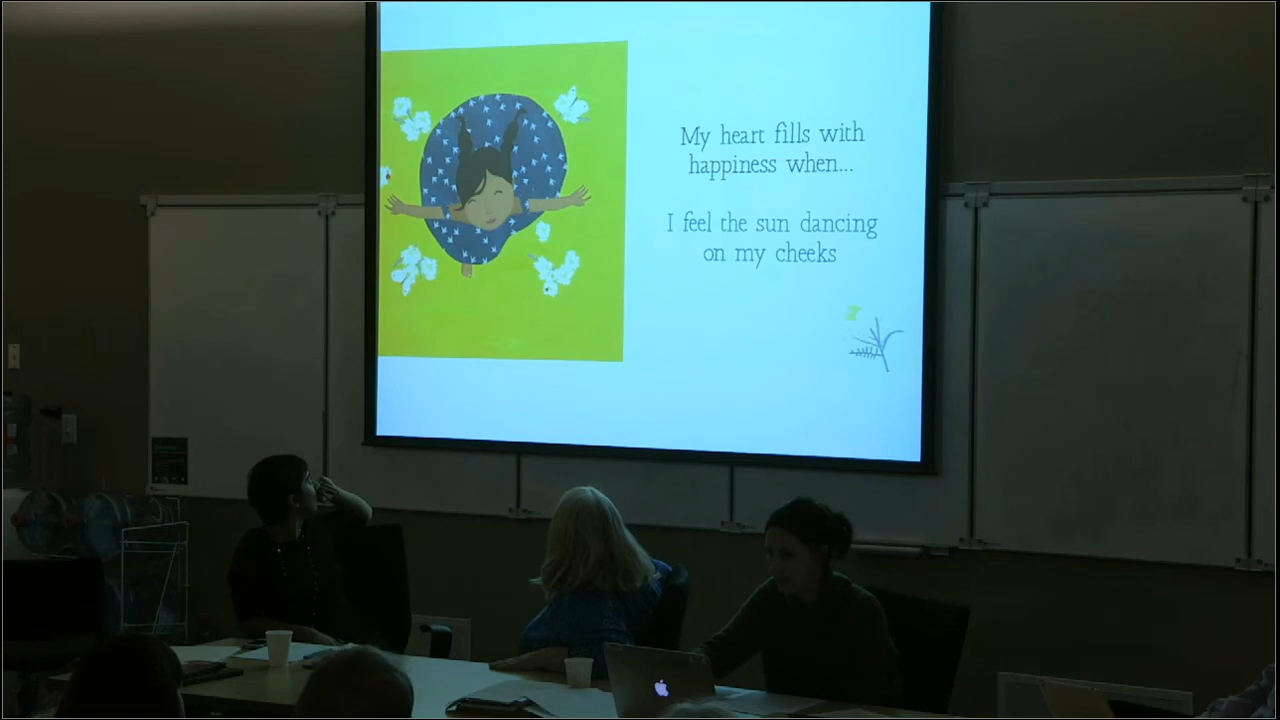 My heart fills with
happiness when...
I feel the sun dancing
on my cheeks